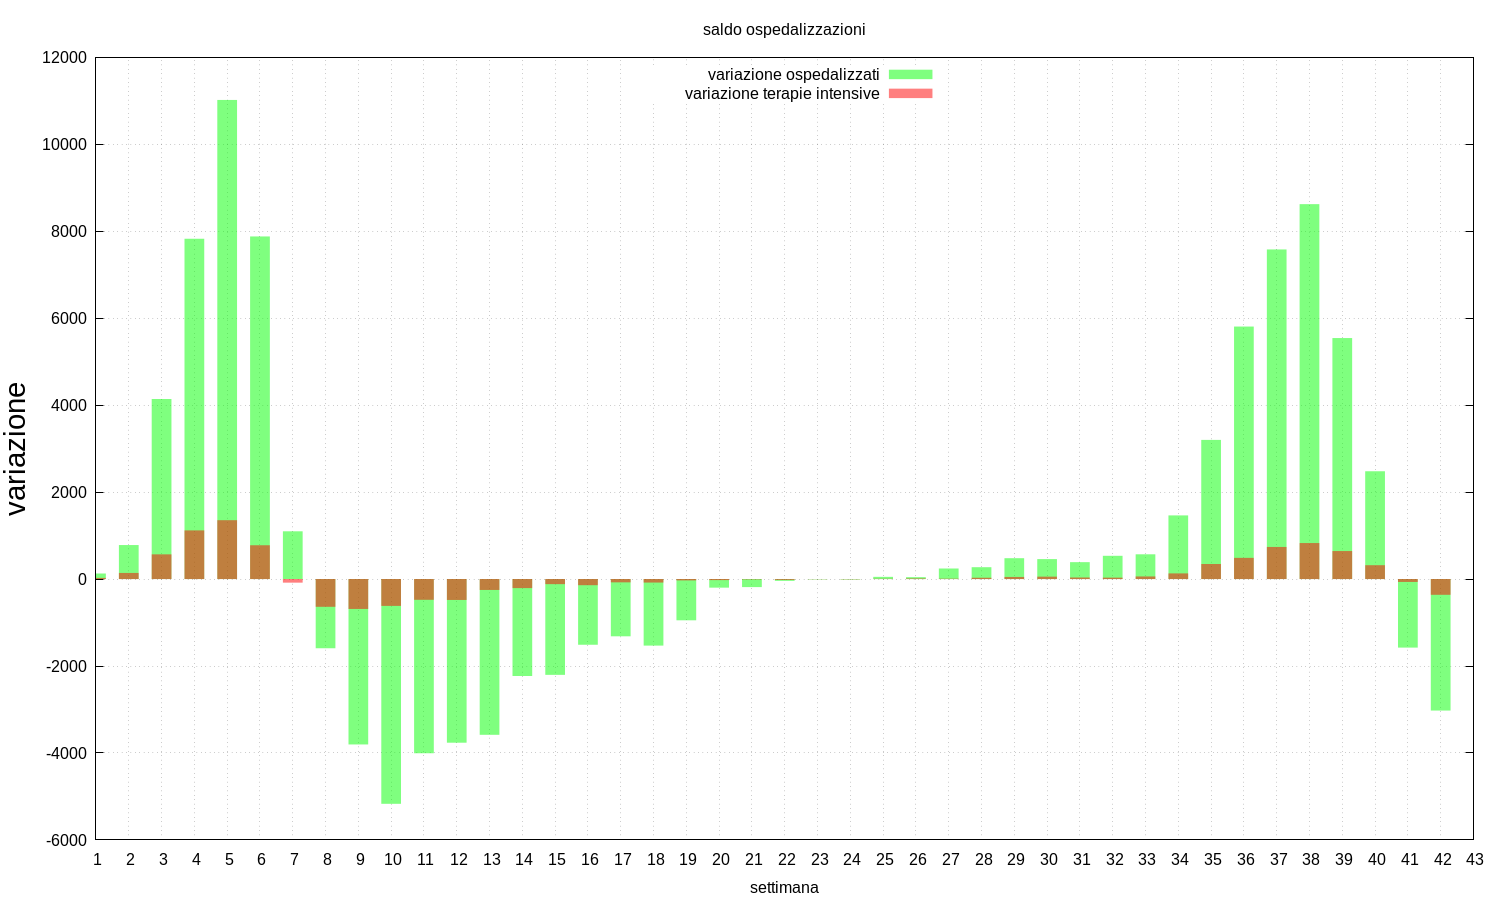 saldo ospedalizzazioni
variazione ospedalizzati
variazione terapie intensive
12000
10000
8000
6000
4000
2000
0
-2000
-4000
-6000
variazione
1 2 3 4 5 6 7 8 9 10 11 12 13 14 15 16 17 18 19 20 21 22 23 24 25 26 27 28 29 30 31 32 33 34 35 36 37 38 39 40 41 42 43
settimana